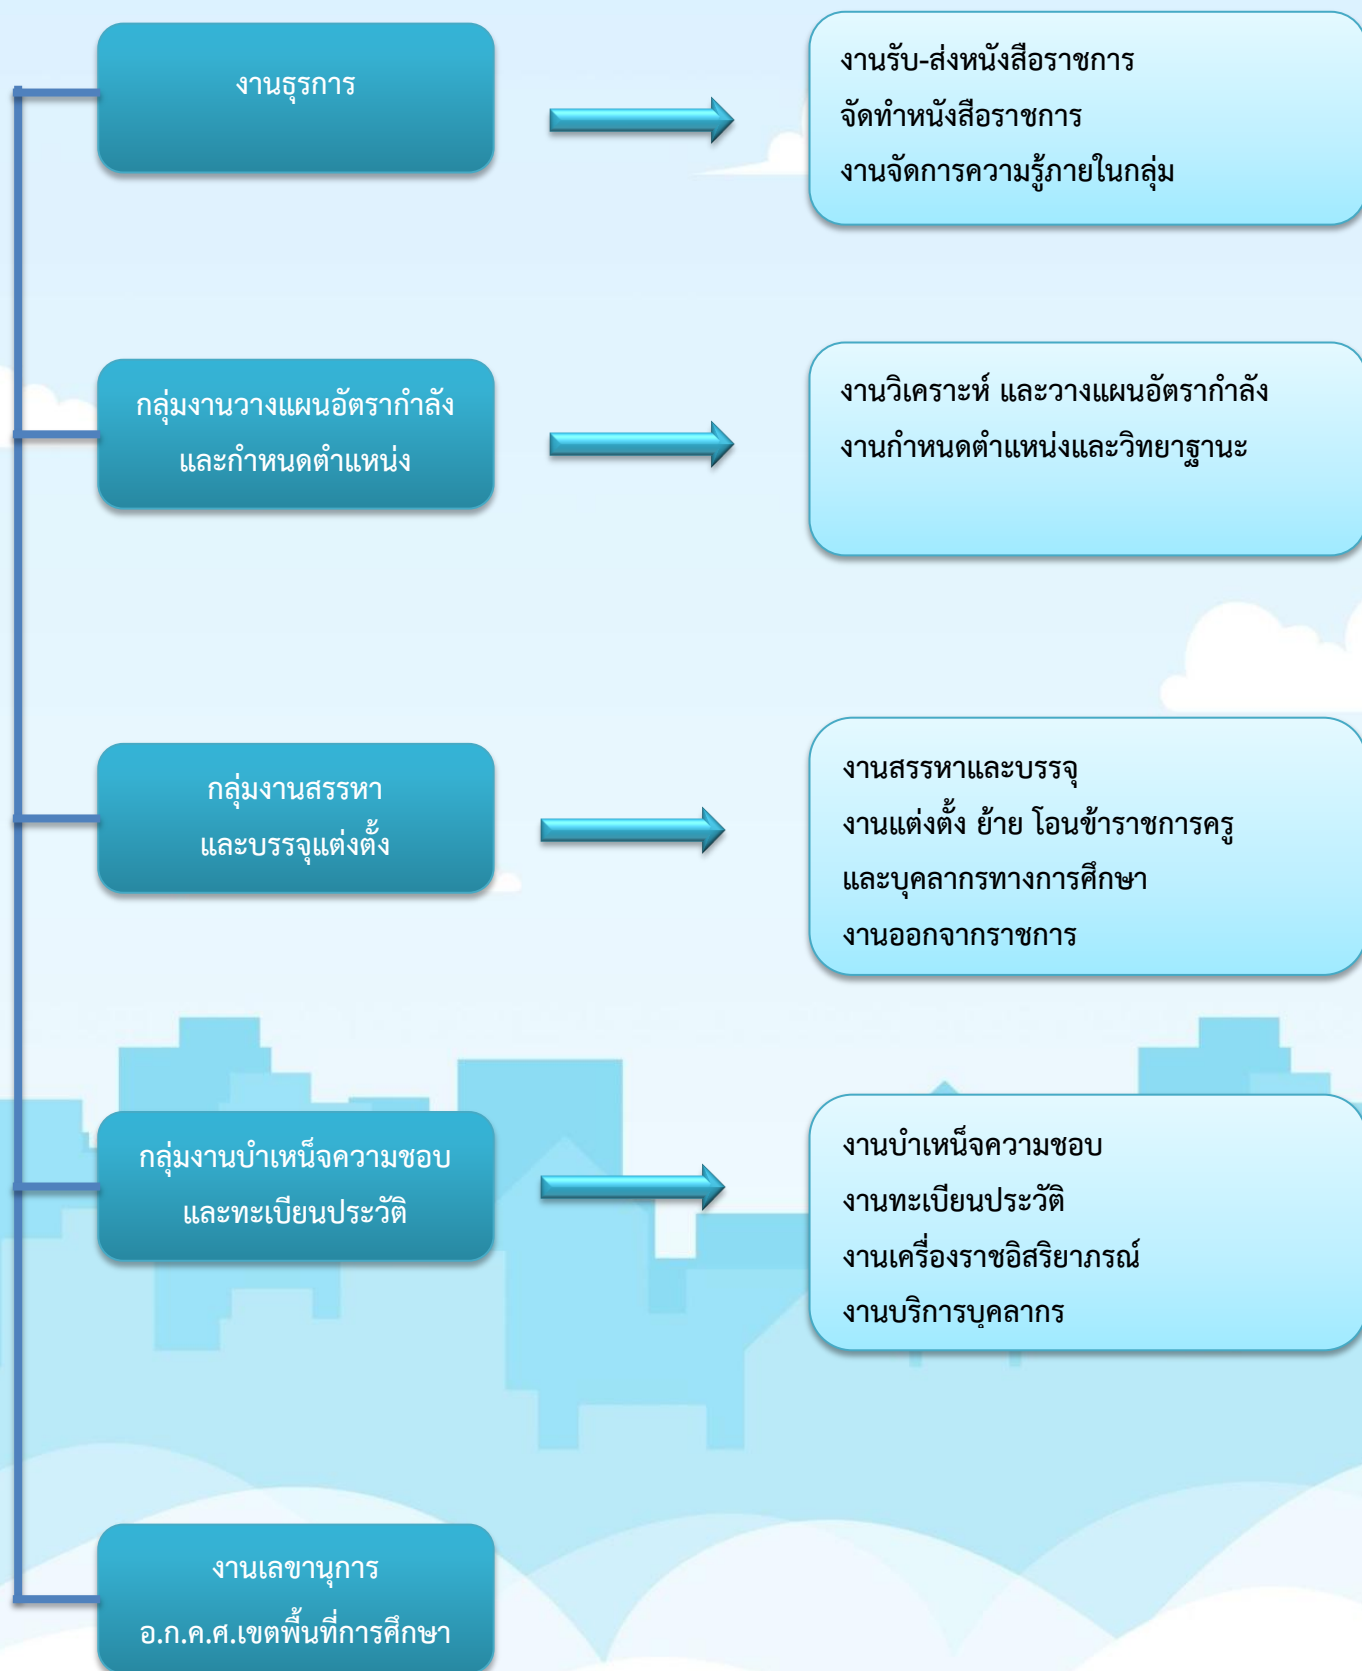 งานธุรการ
งานรับ-ส่งหนังสือราชการ
จัดทำหนังสือราชการ
งานจัดการความรู้ภายในกลุ่ม
กลุ่มงานวางแผนอัตรากำลัง
และกำหนดตำแหน่ง
งานวิเคราะห์ และวางแผนอัตรากำลัง
งานกำหนดตำแหน่งและวิทยาฐานะ
กลุ่มงานสรรหา
และบรรจุแต่งตั้ง
งานสรรหาและบรรจุ
งานแต่งตั้ง ย้าย โอนข้าราชการครู
และบุคลากรทางการศึกษา
งานออกจากราชการ
กลุ่มงานบำเหน็จความชอบ
และทะเบียนประวัติ
งานบำเหน็จความชอบ
งานทะเบียนประวัติ
งานเครื่องราชอิสริยาภรณ์
งานบริการบุคลากร
งานเลขานุการ
อ.ก.ค.ศ.เขตพื้นที่การศึกษา